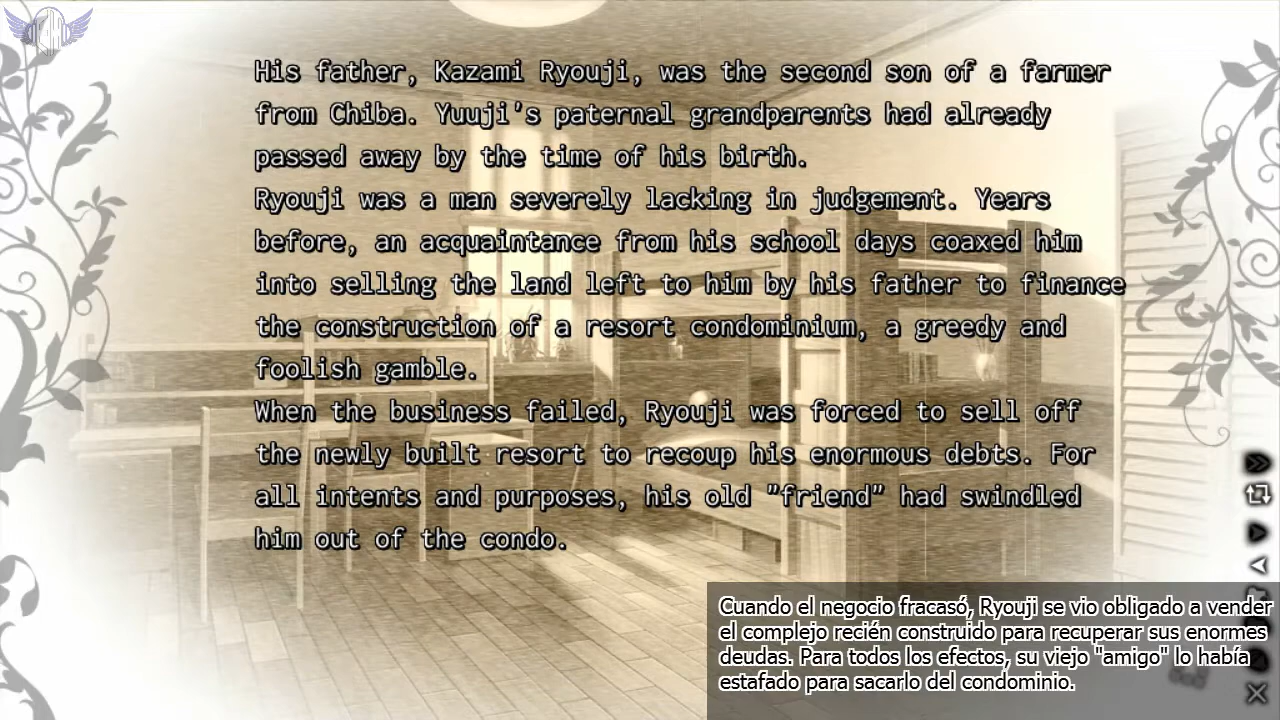 His father, Kazami Ryouji, was the second son of a farmer
from Chiba. Yuuji's paternal grandparents had already
passed away by the time of his birth.
Ryouji was a man severely lacking in judgement. Years
before, an acquaintance from his school days coaxed him
into selling the land left to him by his father to finance
the construction of a resort condominium, a greedy and
foolish gamble.
When the business failed, Ryouji was forced to sell off
the newly built resort to recoup his enormous debts. For
all intents and purposes, his old "friend" had swindled
him out of the condo.
Cuando el negocio fracasó, Ryouji se vio obligado a vender
el complejo recién construido para recuperar sus enormes
deudas. Para todos los efectos, su viejo "amigo" lo había
estafado para sacarlo del condominio.